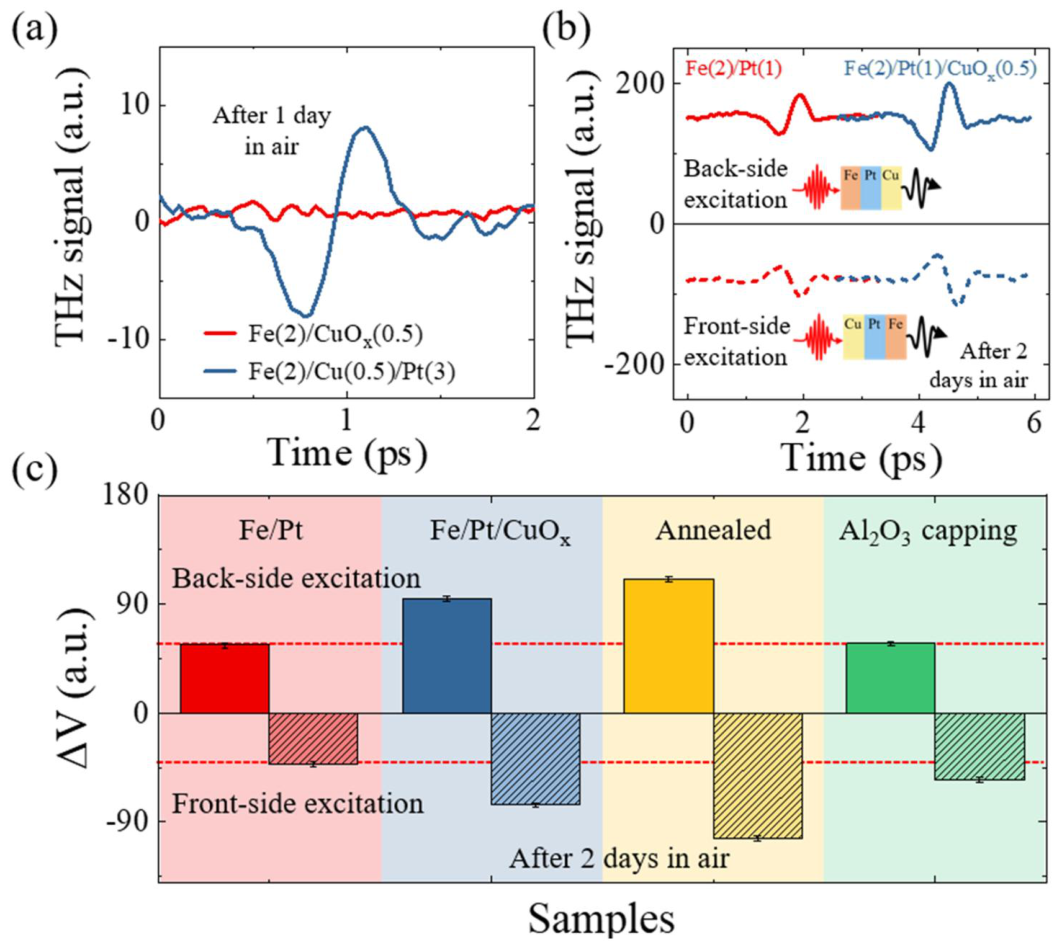 (a)
THz signal (a.u.)
10
0
-10
After 1 day
in air
Fe(2)/CuOₓ(0.5)
Fe(2)/Cu(0.5)/Pt(3)
0
1
2
Time (ps)
(b)
THz signal (a.u.)
200
0
-200
Fe(2)/Pt(1)
Fe(2)/Pt(1)/CuOₓ(0.5)
Back-side
excitation
Fe Pt Cu
Front-side
excitation
Cu Pt Fe
After 2
days in air
0
2
4
6
Time (ps)
(c)
ΔV (a.u.)
180
90
0
-90
Fe/Pt
Fe/Pt/CuOₓ
Annealed
Al₂O₃ capping
Back-side excitation
Front-side excitation
After 2 days in air
Samples